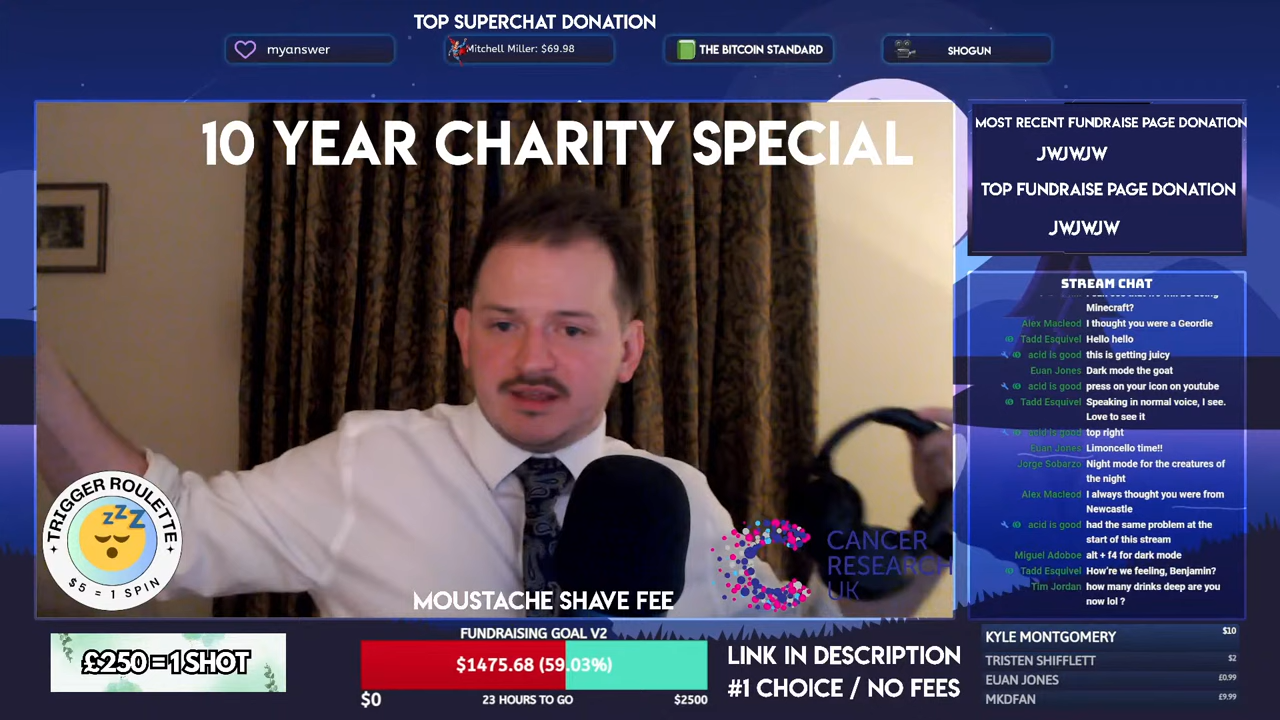 TOP SUPERCHAT DONATION
myanswer
Mitchell Miller: $69.98
THE BITCOIN STANDARD
SHOGUN
10 YEAR CHARITY SPECIAL
MOST RECENT FUNDRAISE PAGE DONATION
JWJWJW
TOP FUNDRAISE PAGE DONATION
JWJWJW
STREAM CHAT
Minecraft?
Alex Macleod I thought you were a Geordie
Tadd Esquivel Hello hello
acid is good this is getting juicy
Euan Jones Dark mode the goat
acid is good press on your icon on youtube
Tadd Esquivel Speaking in normal voice, I see.
Love to see it
acid is good top right
Euan Jones Limoncello time!!
Jorge Sobarzo Night mode for the creatures of
the night
Alex Macleod I always thought you were from
Newcastle
acid is good had the same problem at the
start of this stream
Miguel Adoboe alt + f4 for dark mode
Tadd Esquivel How're we feeling, Benjamin?
Tim Jordan how many drinks deep are you
now lol ?
TRIGGER ROULETTE
zzz
$5 = 1 SPIN
CANCER
RESEARCH
UK
MOUSTACHE SHAVE FEE
FUNDRAISING GOAL V2
$1475.68 (59.03%)
$0
23 HOURS TO GO
$2500
£250 = 1 SHOT
LINK IN DESCRIPTION
#1 CHOICE / NO FEES
KYLE MONTGOMERY $10
TRISTEN SHIFFLETT $2
EUAN JONES £0.99
MKDFAN £9.99